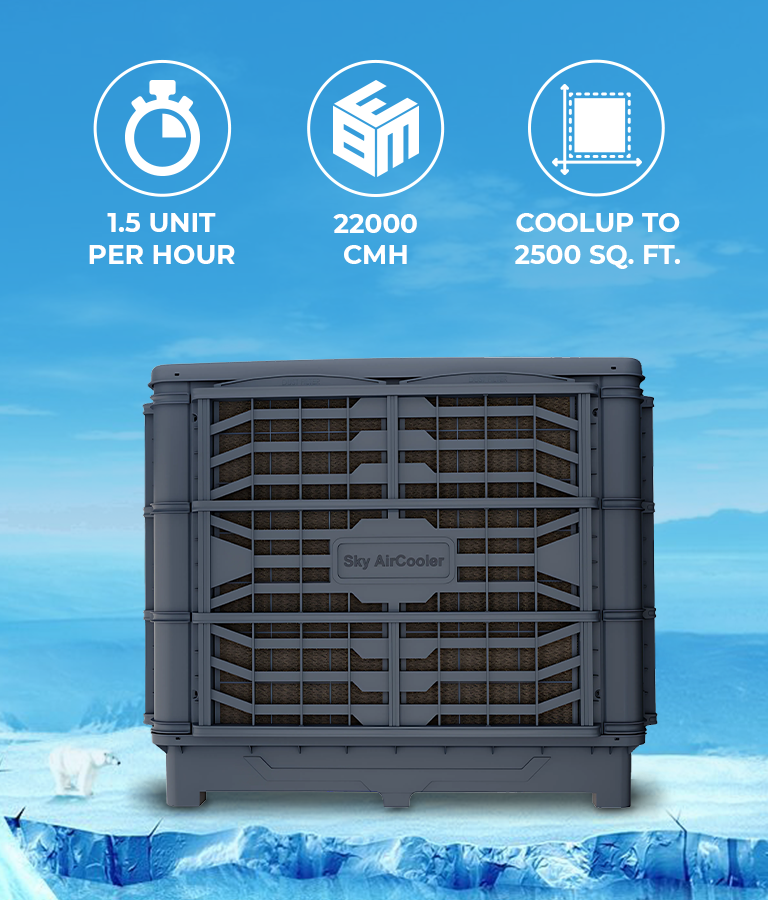 1.5 UNIT
PER HOUR
22000
CMH
COOLUP TO
2500 SQ. FT.
Sky AirCooler